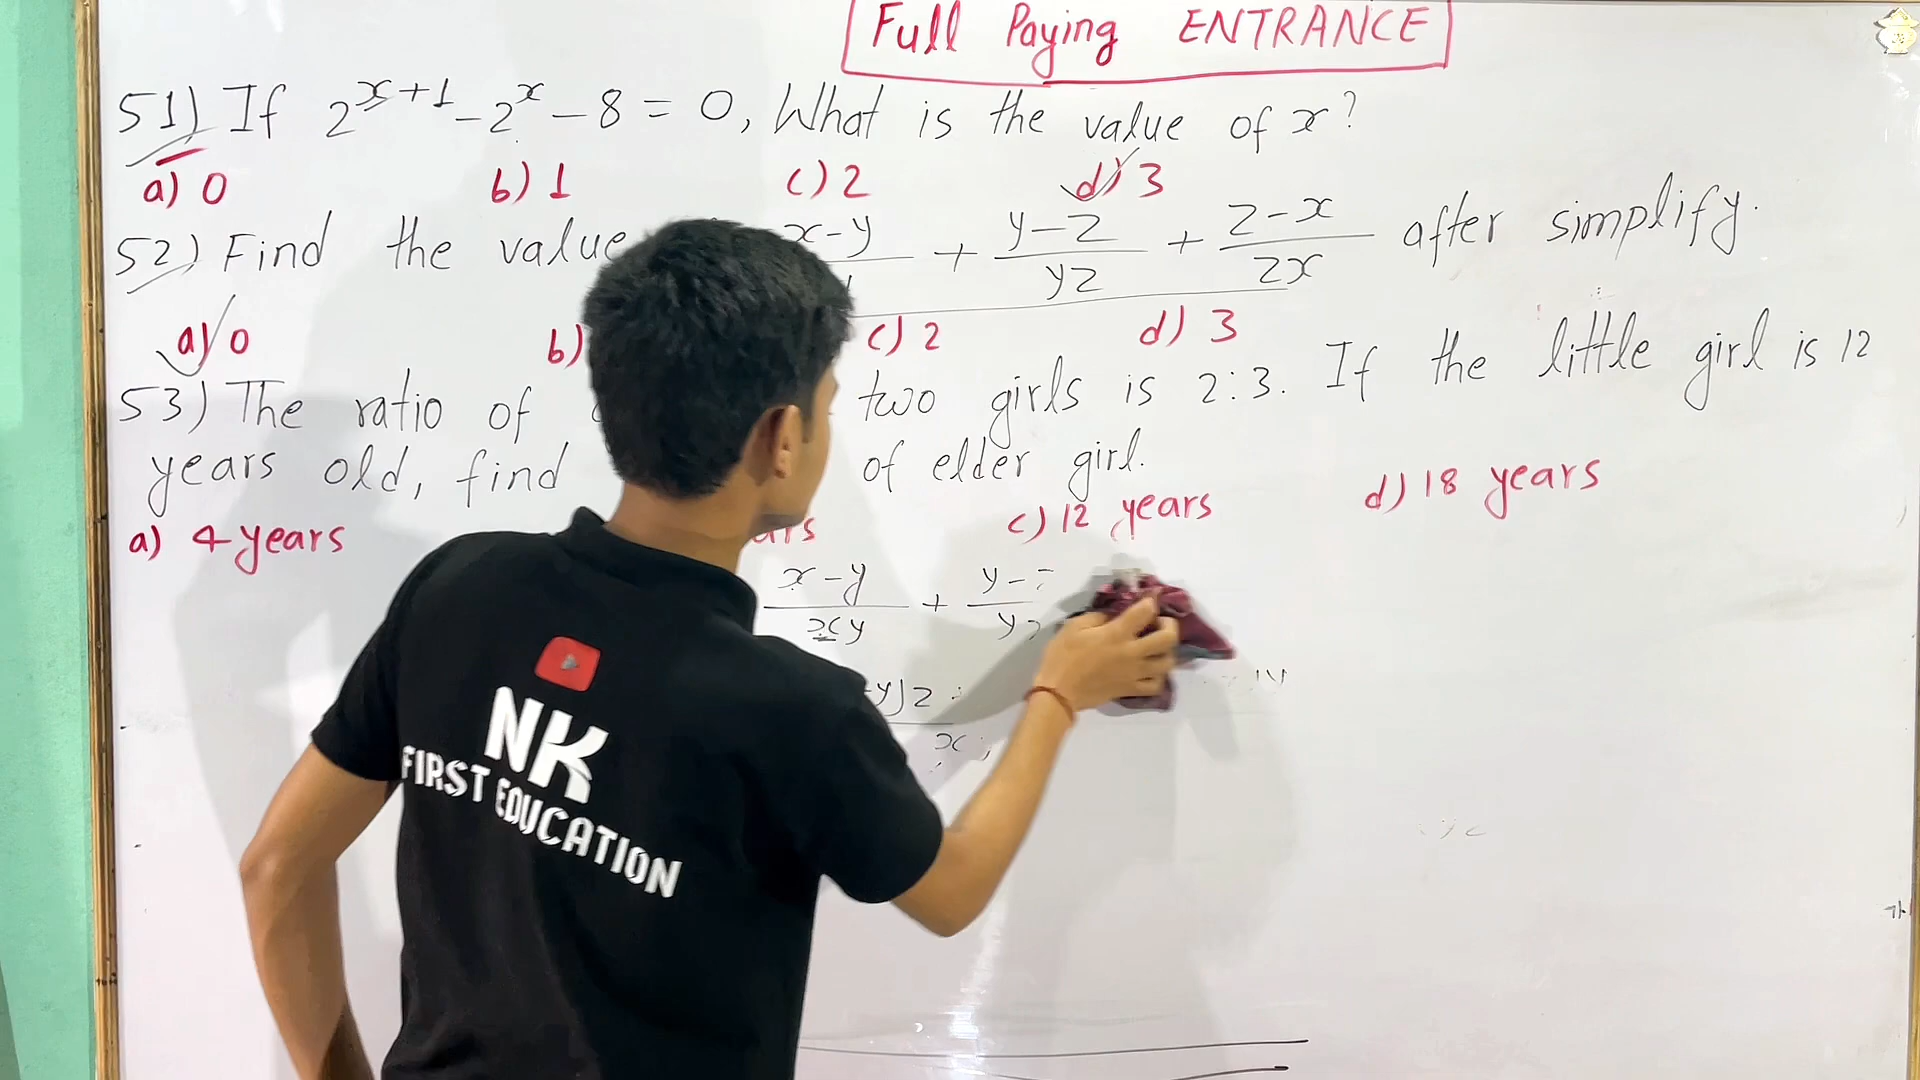 Full Paying ENTRANCE
51) If 2^{x+1} - 2^x - 8 = 0, What is the value of x?
a) 0 b) 1 c) 2 d) 3
52) Find the value x-y + y-z/yz + z-x/zx after simplify.
a) 0 b) c) 2 d) 3
53) The ratio of two girls is 2:3. If the little girl is 12
years old, find of elder girl.
a) 4 years c) 12 years d) 18 years
x-y/xy + y-
NK
FIRST EDUCATION